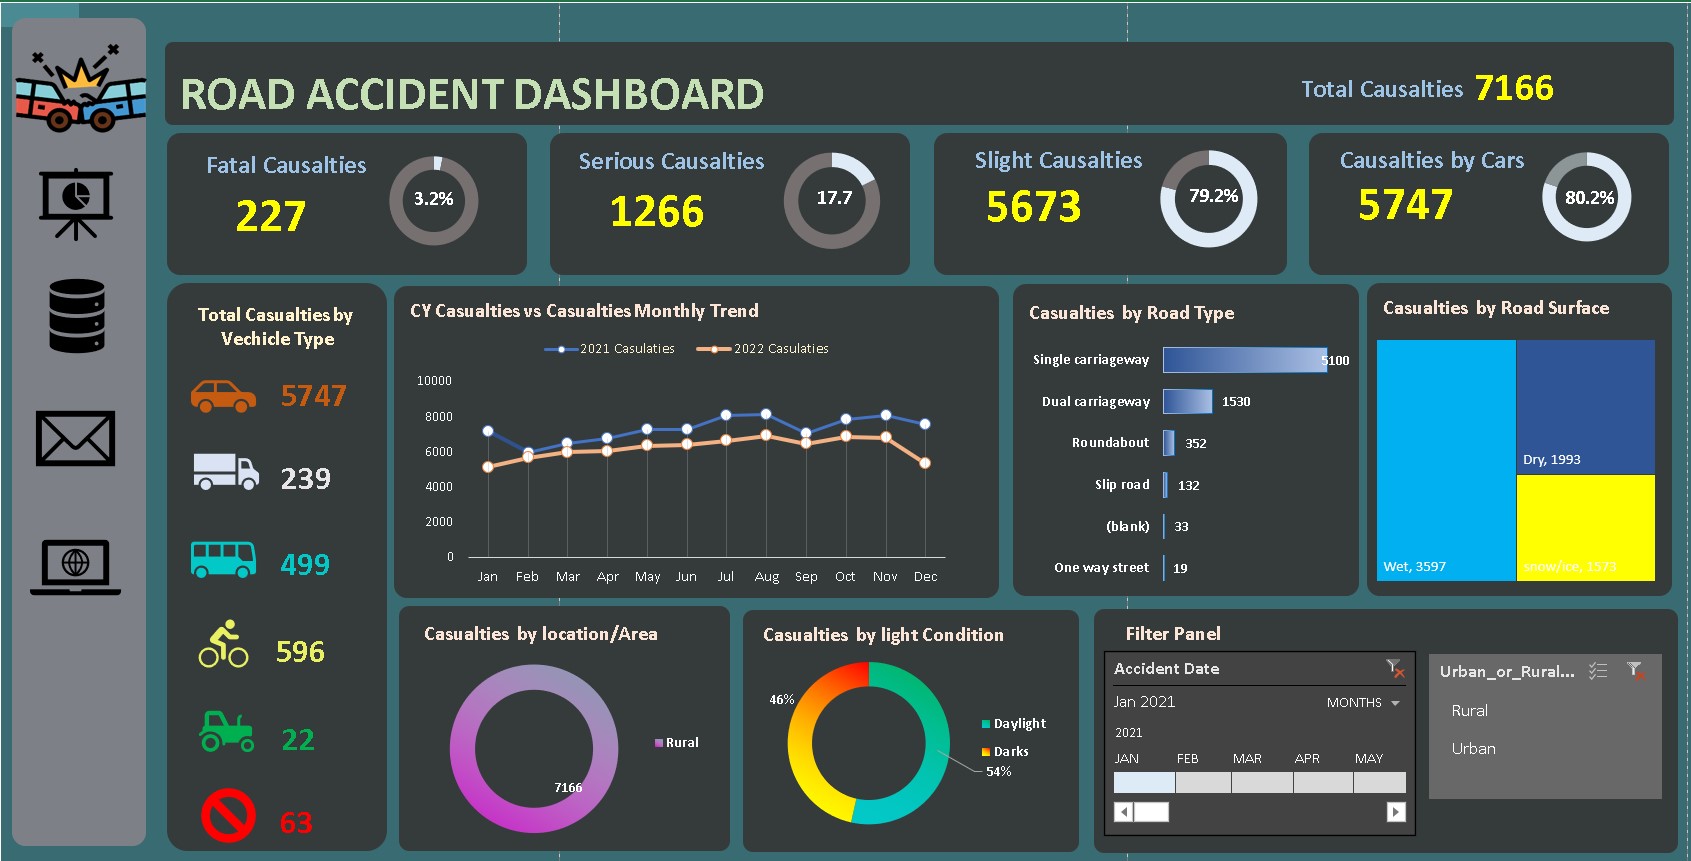 ROAD ACCIDENT DASHBOARD
Total Causalties 7166
Fatal Causalties
227
3.2%
Serious Causalties
1266
17.7
Slight Causalties
5673
79.2%
Causalties by Cars
5747
80.2%
Total Casualties by
Vechicle Type
5747
239
499
596
22
63
CY Casualties vs Casualties Monthly Trend
2021 Casulaties
2022 Casulaties
10000
8000
6000
4000
2000
0
Jan Feb Mar Apr May Jun Jul Aug Sep Oct Nov Dec
Casualties by Road Type
Single carriageway 5100
Dual carriageway 1530
Roundabout 352
Slip road 132
(blank) 33
One way street 19
Casualties by Road Surface
Dry, 1993
Wet, 3597
snow/ice, 1573
Casualties by location/Area
Rural
7166
Casualties by light Condition
46%
Daylight
Darks
54%
Filter Panel
Accident Date
Jan 2021 MONTHS
2021
JAN FEB MAR APR MAY
Urban_or_Rural...
Rural
Urban